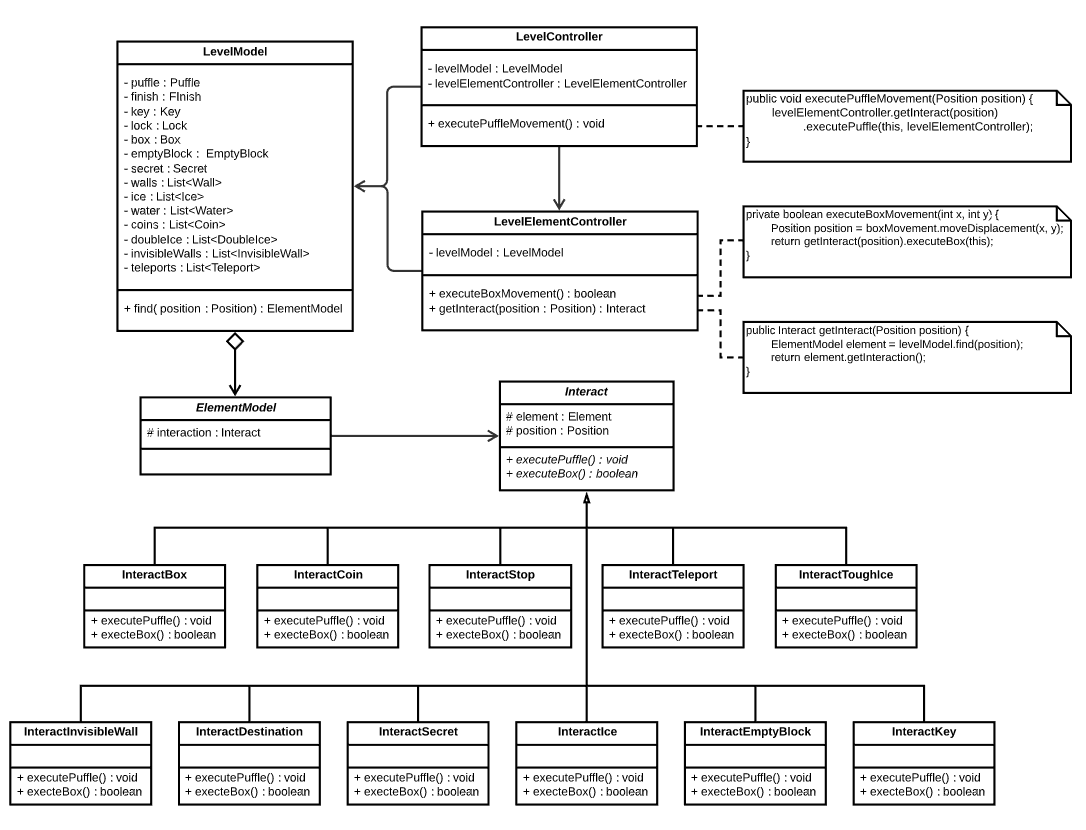 LevelModel
- puffle : Puffle
- finish : FInish
- key : Key
- lock : Lock
- box : Box
- emptyBlock : EmptyBlock
- secret : Secret
- walls : List<Wall>
- ice : List<Ice>
- water : List<Water>
- coins : List<Coin>
- doubleIce : List<DoubleIce>
- invisibleWalls : List<InvisibleWall>
- teleports : List<Teleport>
+ find( position : Position) : ElementModel
LevelController
- levelModel : LevelModel
- levelElementController : LevelElementController
+ executePuffleMovement() : void
public void executePuffleMovement(Position position) {
levelElementController.getInteract(position)
.executePuffle(this, levelElementController);
}
LevelElementController
- levelModel : LevelModel
+ executeBoxMovement() : boolean
+ getInteract(position : Position) : Interact
private boolean executeBoxMovement(int x, int y) {
Position position = boxMovement.moveDisplacement(x, y);
return getInteract(position).executeBox(this);
}
public Interact getInteract(Position position) {
ElementModel element = levelModel.find(position);
return element.getInteraction();
}
ElementModel
# interaction : Interact
Interact
# element : Element
# position : Position
+ executePuffle() : void
+ executeBox() : boolean
InteractBox
+ executePuffle() : void
+ execteBox() : boolean
InteractCoin
+ executePuffle() : void
+ execteBox() : boolean
InteractStop
+ executePuffle() : void
+ execteBox() : boolean
InteractTeleport
+ executePuffle() : void
+ execteBox() : boolean
InteractToughIce
+ executePuffle() : void
+ execteBox() : boolean
InteractInvisibleWall
+ executePuffle() : void
+ execteBox() : boolean
InteractDestination
+ executePuffle() : void
+ execteBox() : boolean
InteractSecret
+ executePuffle() : void
+ execteBox() : boolean
InteractIce
+ executePuffle() : void
+ execteBox() : boolean
InteractEmptyBlock
+ executePuffle() : void
+ execteBox() : boolean
InteractKey
+ executePuffle() : void
+ execteBox() : boolean